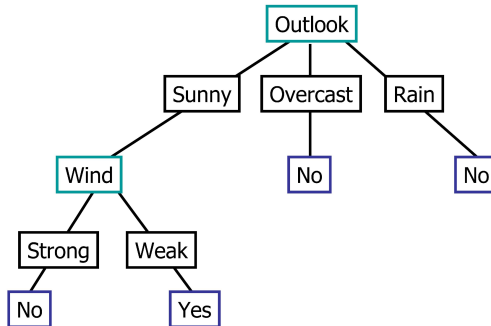 Outlook
Sunny Overcast Rain
Wind No No
Strong Weak
No Yes